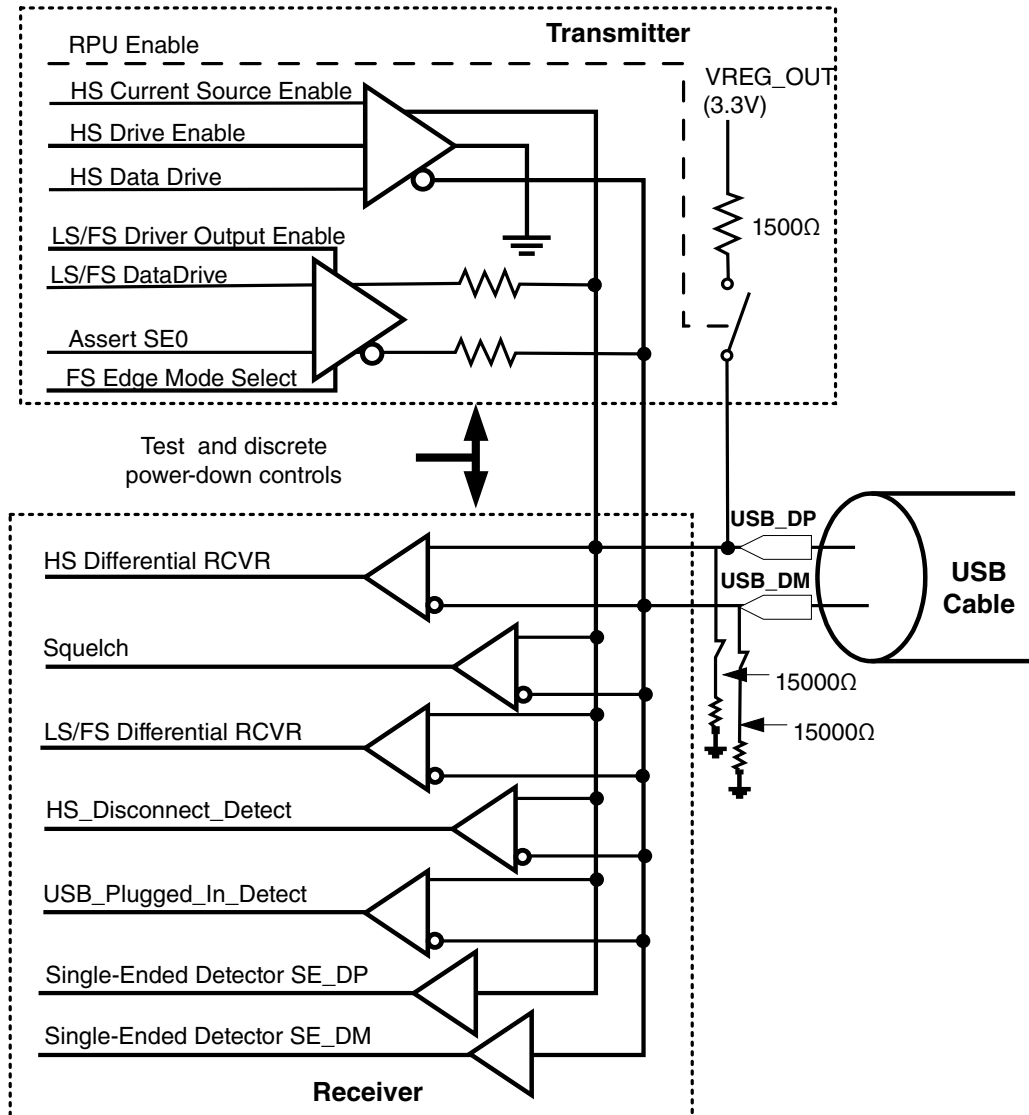 RPU Enable
Transmitter
HS Current Source Enable
HS Drive Enable
HS Data Drive
VREG_OUT
(3.3V)
1500Ω
LS/FS Driver Output Enable
LS/FS DataDrive
Assert SE0
FS Edge Mode Select
Test and discrete
power-down controls
USB_DP
USB_DM
USB
Cable
15000Ω
15000Ω
HS Differential RCVR
Squelch
LS/FS Differential RCVR
HS_Disconnect_Detect
USB_Plugged_In_Detect
Single-Ended Detector SE_DP
Single-Ended Detector SE_DM
Receiver